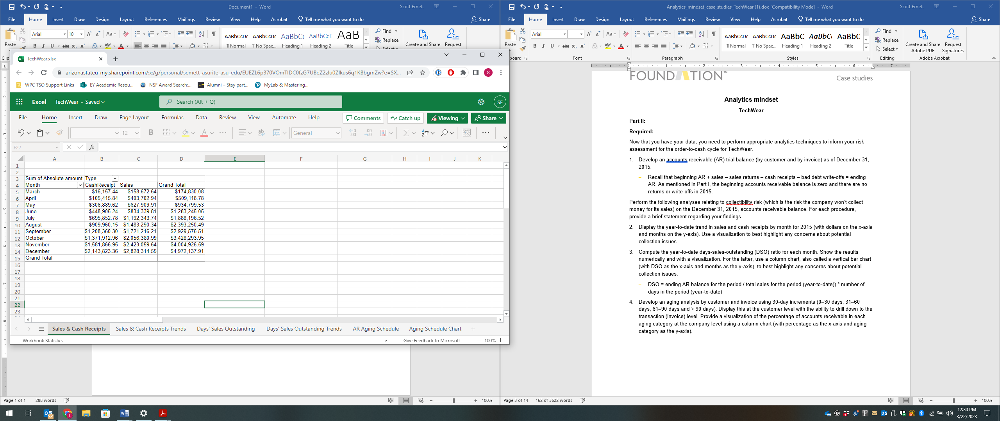 Document1 - Word
Scott Emett
File Home Insert Draw Design Layout References Mailings Review View Help Acrobat Tell me what you want to do Share
Paste
Arial 10
Find
Replace
AaBbCcDc AaBbCcDc AaBbCc AaBbCcE AaB
¶ Normal ¶ No Spac... Heading 1 Heading 2 Title
Create and Share Request
TechWear.xlsx
arizonastateu-my.sharepoint.com/:x:/g/personal/semett_asurite_asu_edu/EUEZL6p370VOmTIDC0fzG7UBeZ2zIu0ZIkus6q1KBbgmZw?e=SX...
WPC TSO Support Links EY Academic Resou... NSF Award Search:... Alumni – Stay part... MyLab & Mastering...
Excel TechWear - Saved Search (Alt + Q) SE
File Home Insert Draw Page Layout Formulas Data Review View Automate Help Comments Catch up Viewing Share
12 B General
E22 fx
A B C D E F G H I J K
1
2
3 Sum of Absolute amount Type
4 Month CashReceipt Sales Grand Total
5 March $16,157.44 $158,672.64 $174,830.08
6 April $105,415.84 $403,702.94 $509,118.78
7 May $306,889.62 $627,909.91 $934,799.53
8 June $448,905.24 $834,339.81 $1,283,245.05
9 July $695,852.78 $1,192,343.74 $1,888,196.52
10 August $909,960.15 $1,483,290.34 $2,393,250.49
11 September $1,208,360.30 $1,721,216.21 $2,929,576.51
12 October $1,371,912.96 $2,056,380.99 $3,428,293.95
13 November $1,581,866.95 $2,423,059.64 $4,004,926.59
14 December $2,143,823.36 $2,828,314.55 $4,972,137.91
15 Grand Total
16
17
18
19
20
21
22
23
Sales & Cash Receipts Sales & Cash Receipts Trends Days' Sales Outstanding Days' Sales Outstanding Trends AR Aging Schedule Aging Schedule Chart
Workbook Statistics Give Feedback to Microsoft 100%
Page 1 of 1 288 words 100%
Analytics_mindset_case_studies_TechWear (1).doc [Compatibility Mode] - Word
Scott Emett
File Home Insert Draw Design Layout References Mailings Review View Help Acrobat Tell me what you want to do Share
Paste
Arial
AaBbCcDc AaBbCcDc AaBbC AaBbC AaBbC
¶ Normal ¶ No Spac... Heading 1 Heading 2 Title
Find
Replace
Select
Create and Share Adobe PDF
Request Signatures
Font Paragraph Styles Editing Adobe Acrobat
FOUNDATION™
Case studies
Analytics mindset
TechWear
Part II:
Required:
Now that you have your data, you need to perform appropriate analytics techniques to inform your risk
assessment for the order-to-cash cycle for TechWear.
1. Develop an accounts receivable (AR) trial balance (by customer and by invoice) as of December 31,
2015.
– Recall that beginning AR + sales – sales returns – cash receipts – bad debt write-offs = ending
AR. As mentioned in Part I, the beginning accounts receivable balance is zero and there are no
returns or write-offs in 2015.
Perform the following analyses relating to collectibility risk (which is the risk the company won't collect
money for its sales) on the December 31, 2015, accounts receivable balance. For each procedure,
provide a brief statement regarding your findings.
2. Display the year-to-date trend in sales and cash receipts by month for 2015 (with dollars on the x-axis
and months on the y-axis). Use a visualization to best highlight any concerns about potential
collection issues.
3. Compute the year-to-date days-sales-outstanding (DSO) ratio for each month. Show the results
numerically and with a visualization. For the latter, use a column chart, also called a vertical bar chart
(with DSO as the x-axis and months as the y-axis), to best highlight any concerns about potential
collection issues.
– DSO = ending AR balance for the period / total sales for the period (year-to-date)) * number of
days in the period (year-to-date)
4. Develop an aging analysis by customer and invoice using 30-day increments (0–30 days, 31–60
days, 61–90 days and > 90 days). Display this at the customer level with the ability to drill down to the
transaction (invoice) level. Provide a visualization of the percentage of accounts receivable in each
aging category at the company level using a column chart (with percentage as the x-axis and aging
category as the y-axis).
Page 3 of 14 162 of 3622 words 100%
12:30 PM
3/22/2023